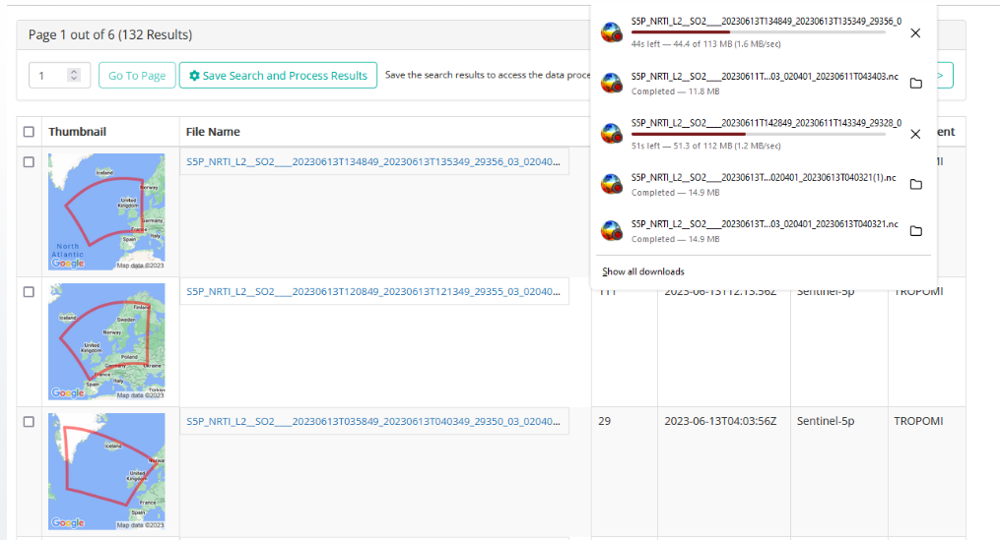 Page 1 out of 6 (132 Results)
1
Go To Page
Save Search and Process Results
Save the search results to access the data proce
>
S5P_NRTI_L2__SO2____20230613T134849_20230613T135349_29356_0
44s left — 44.4 of 113 MB (1.6 MB/sec)
S5P_NRTI_L2__SO2____20230611T...03_020401_20230611T043403.nc
Completed — 11.8 MB
S5P_NRTI_L2__SO2____20230611T142849_20230611T143349_29328_0
51s left — 51.3 of 112 MB (1.2 MB/sec)
S5P_NRTI_L2__SO2____20230613T...020401_20230613T040321(1).nc
Completed — 14.9 MB
S5P_NRTI_L2__SO2____20230613T...03_020401_20230613T040321.nc
Completed — 14.9 MB
Show all downloads
Thumbnail
File Name
ent
Iceland
Norway
United
Kingdom
Germany
France
Spain
Italy
North
Atlantic
Google
Map data ©2023
S5P_NRTI_L2__SO2____20230613T134849_20230613T135349_29356_03_02040...
MI
Finland
Iceland
Sweden
Norway
United
Kingdom
Poland
Germany
Ukraine
France
Italy
Spain
Türkiye
Google
Map data ©2023
S5P_NRTI_L2__SO2____20230613T120849_20230613T121349_29355_03_02040...
111
2023-06-13T12:13:56Z
Sentinel-5p
TROPOMI
Iceland
United
Kingdom
France
Spain
Google
Map data ©2023
S5P_NRTI_L2__SO2____20230613T035849_20230613T040349_29350_03_02040...
29
2023-06-13T04:03:56Z
Sentinel-5p
TROPOMI